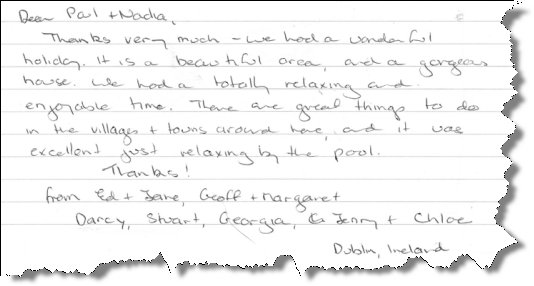 Dear Paul + Nadia,
Thanks very much - we had a wonderful
holiday. It is a beautiful area, and a gorgeous
house. We had a totally relaxing and
enjoyable time. There are great things to do
in the villages + towns around here, and it was
excellent just relaxing by the pool.
Thanks!
from Ed + Jane, Geoff + Margaret
Darcy, Stuart, Georgia, Jenny + Chloe
Dublin, Ireland